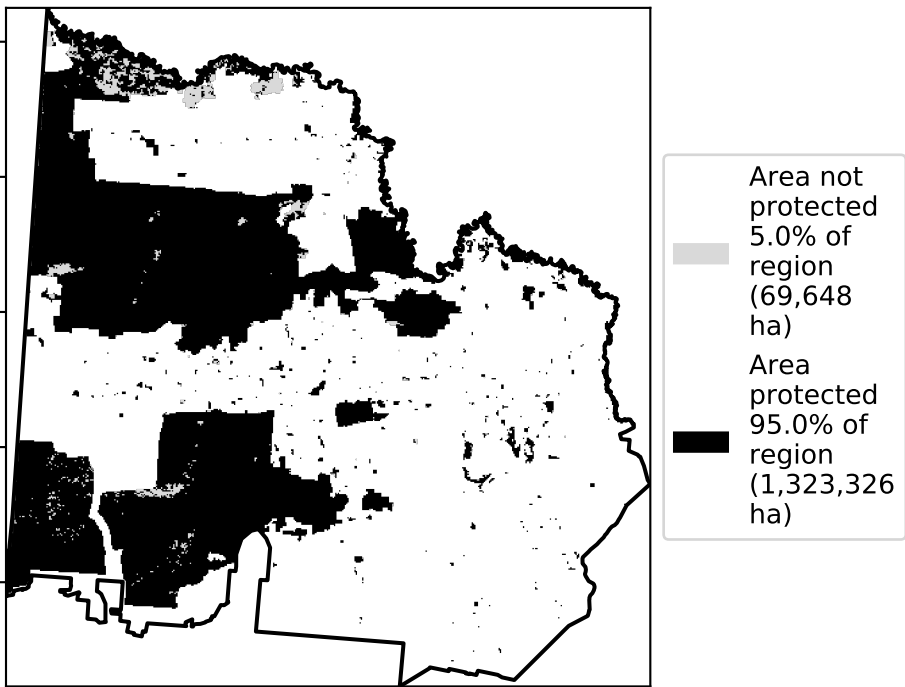 Area not
protected
5.0% of
region
(69,648
ha)
Area
protected
95.0% of
region
(1,323,326
ha)